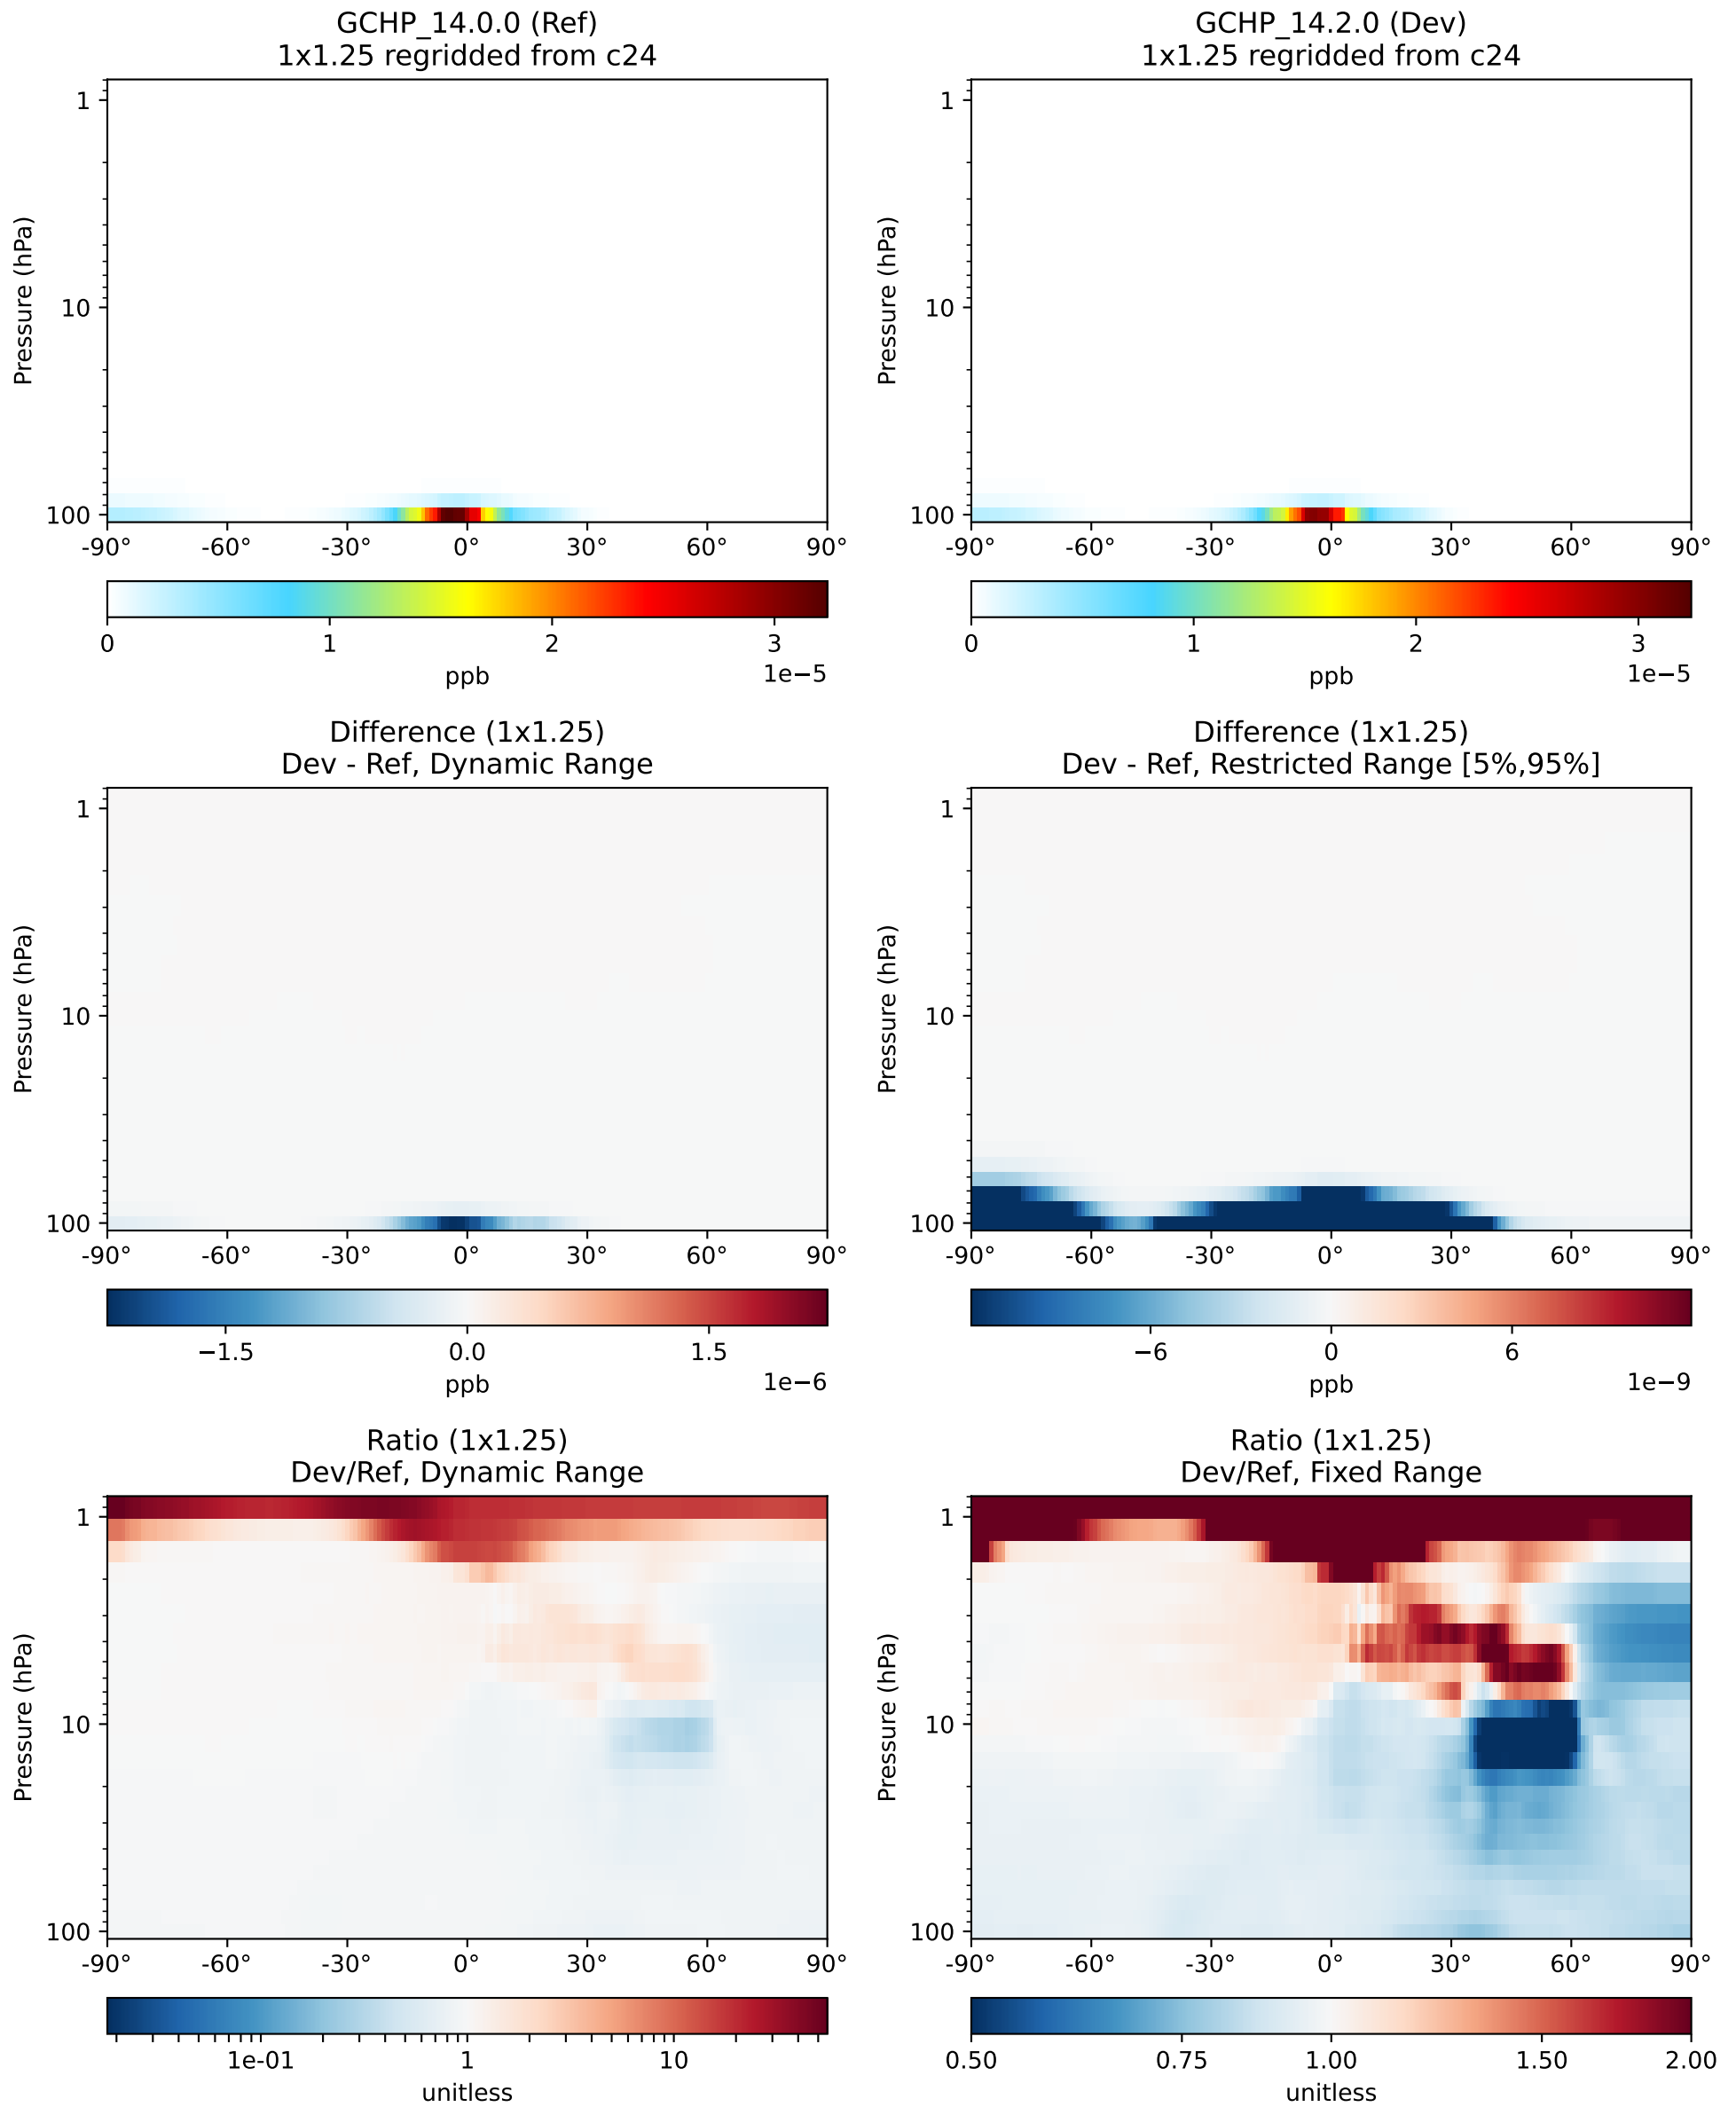 GCHP_14.0.0 (Ref)
1x1.25 regridded from c24
Pressure (hPa)
1
10
100
-90° -60° -30° 0° 30° 60° 90°
0 1 2 3
1e−5
ppb
GCHP_14.2.0 (Dev)
1x1.25 regridded from c24
Pressure (hPa)
1
10
100
-90° -60° -30° 0° 30° 60° 90°
0 1 2 3
1e−5
ppb
Difference (1x1.25)
Dev - Ref, Dynamic Range
Pressure (hPa)
1
10
100
-90° -60° -30° 0° 30° 60° 90°
−1.5 0.0 1.5
1e−6
ppb
Difference (1x1.25)
Dev - Ref, Restricted Range [5%,95%]
Pressure (hPa)
1
10
100
-90° -60° -30° 0° 30° 60° 90°
−6 0 6
1e−9
ppb
Ratio (1x1.25)
Dev/Ref, Dynamic Range
Pressure (hPa)
1
10
100
-90° -60° -30° 0° 30° 60° 90°
1e-01 1 10
unitless
Ratio (1x1.25)
Dev/Ref, Fixed Range
Pressure (hPa)
1
10
100
-90° -60° -30° 0° 30° 60° 90°
0.50 0.75 1.00 1.50 2.00
unitless